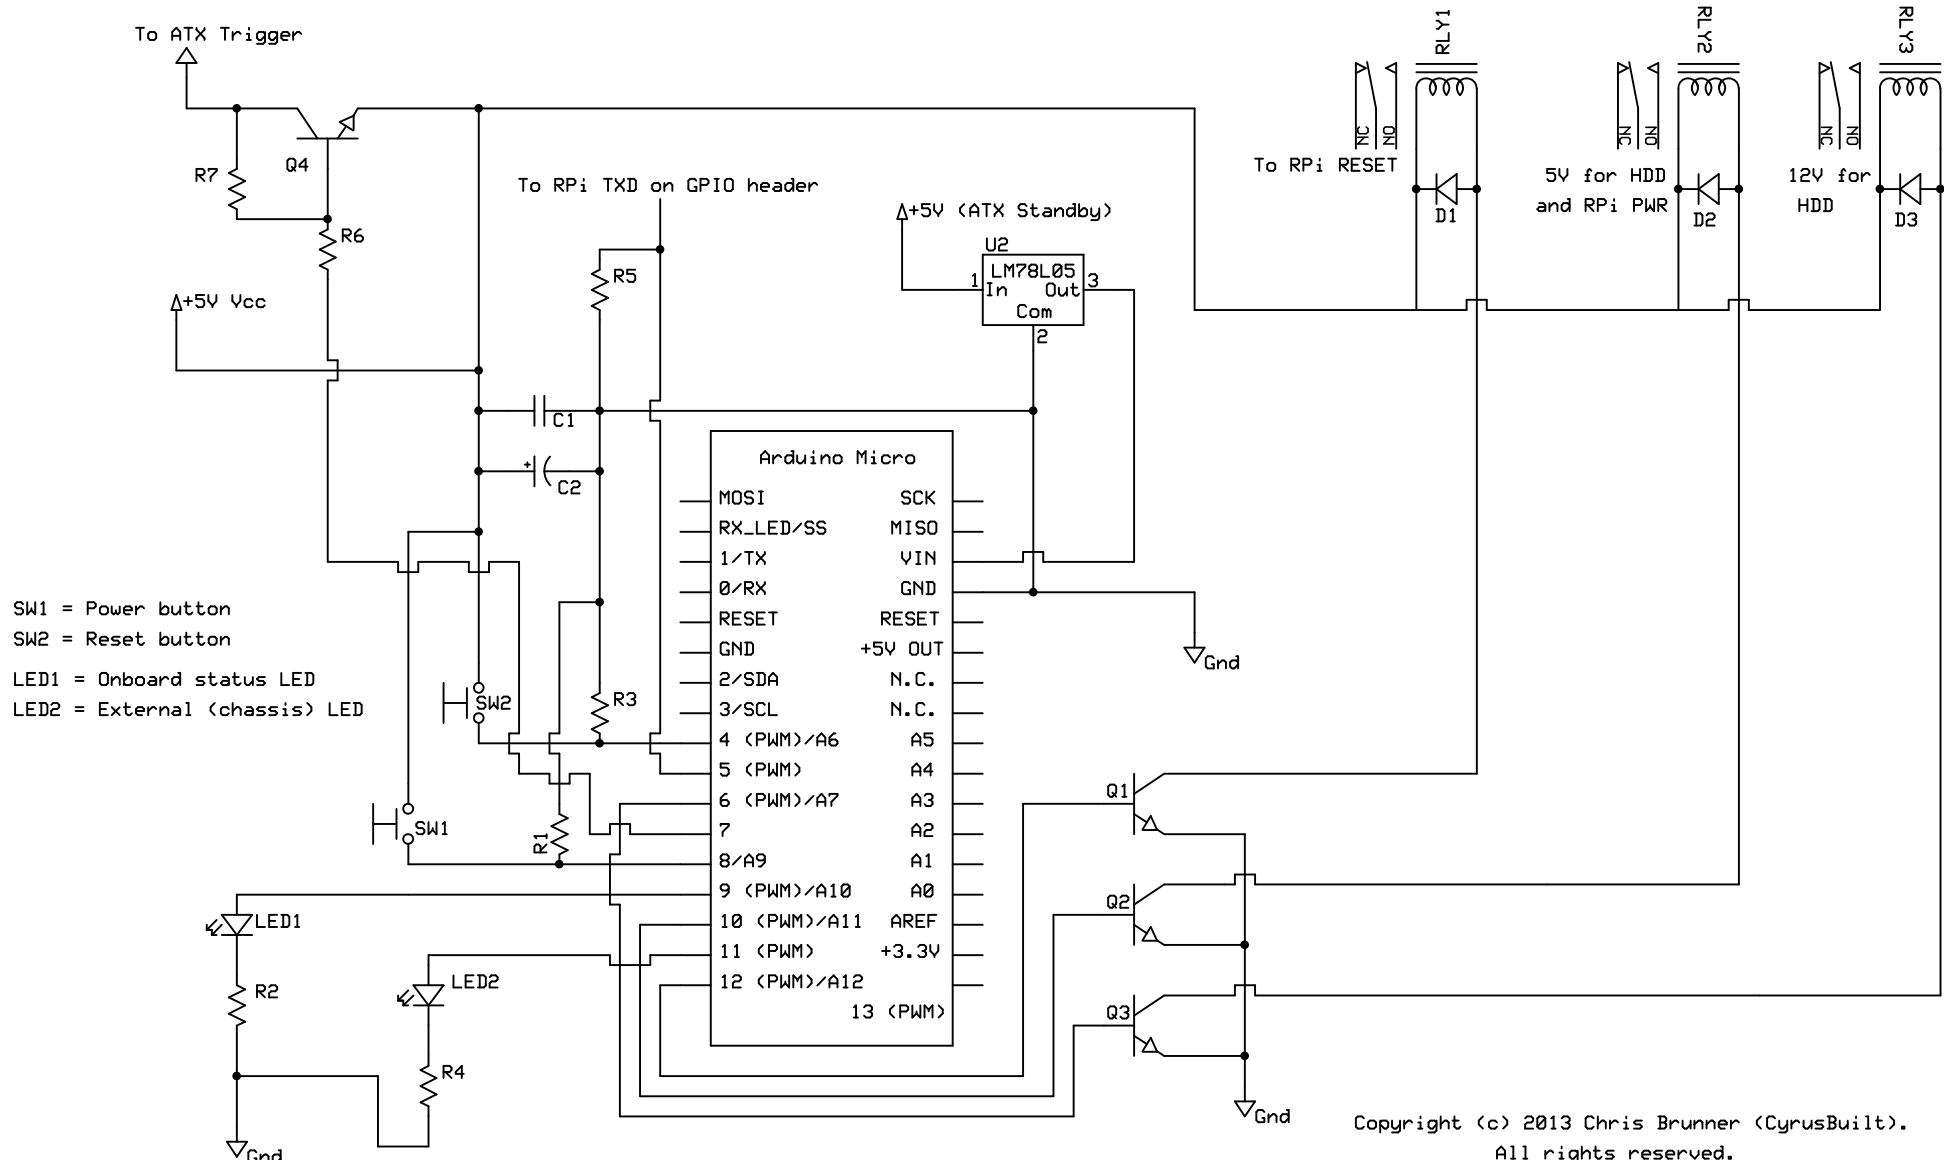 To ATX Trigger
RLY1
RLY2
RLY3
NC
NO
NC
NO
NC
NO
Q4
R7
To RPi RESET
5V for HDD
and RPi PWR
12V for
HDD
To RPi TXD on GPIO header
D1
D2
D3
+5V (ATX Standby)
R6
U2
LM78L05
1
In
Out
3
Com
2
R5
+5V Vcc
C1
C2
Arduino Micro
MOSI
SCK
RX_LED/SS
MISO
1/TX
VIN
0/RX
GND
RESET
RESET
GND
+5V OUT
2/SDA
N.C.
3/SCL
N.C.
4 (PWM)/A6
A5
5 (PWM)
A4
6 (PWM)/A7
A3
7
A2
8/A9
A1
9 (PWM)/A10
A0
10 (PWM)/A11
AREF
11 (PWM)
+3.3V
12 (PWM)/A12
13 (PWM)
SW1 = Power button
SW2 = Reset button
LED1 = Onboard status LED
LED2 = External (chassis) LED
Gnd
SW2
R3
SW1
R1
Q1
Q2
Q3
LED1
LED2
R2
R4
Gnd
Gnd
Copyright (c) 2013 Chris Brunner (CyrusBuilt).
All rights reserved.